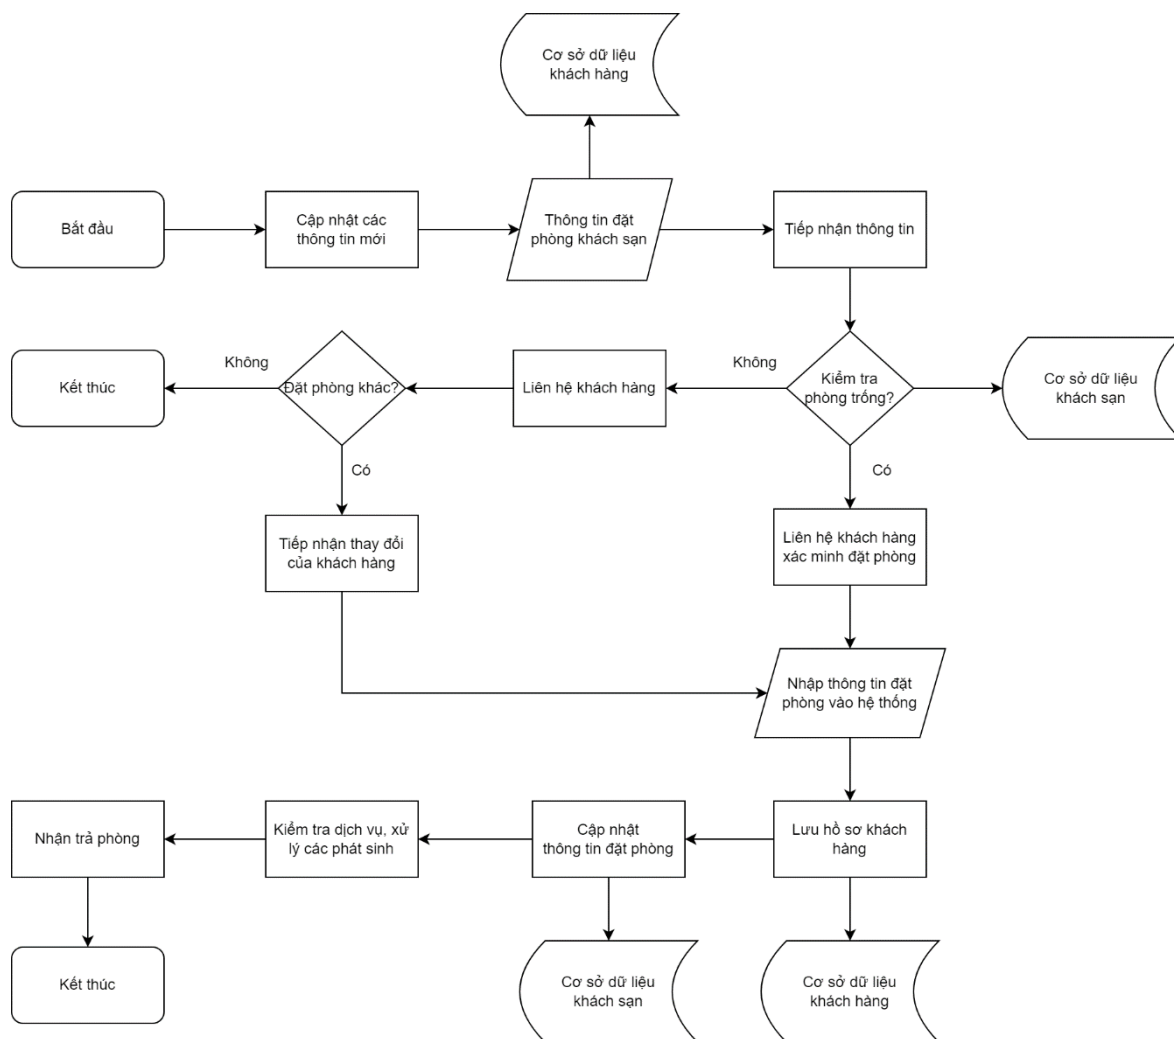 Cơ sở dữ liệu
khách hàng
Bắt đầu
Cập nhật các
thông tin mới
Thông tin đặt
phòng khách sạn
Tiếp nhận thông tin
Kết thúc
Không
Đặt phòng khác?
Liên hệ khách hàng
Không
Kiểm tra
phòng trống?
Cơ sở dữ liệu
khách sạn
Có
Có
Tiếp nhận thay đổi
của khách hàng
Liên hệ khách hàng
xác minh đặt phòng
Nhập thông tin đặt
phòng vào hệ thống
Nhận trả phòng
Kiểm tra dịch vụ, xử
lý các phát sinh
Cập nhật
thông tin đặt phòng
Lưu hồ sơ khách
hàng
Kết thúc
Cơ sở dữ liệu
khách sạn
Cơ sở dữ liệu
khách hàng